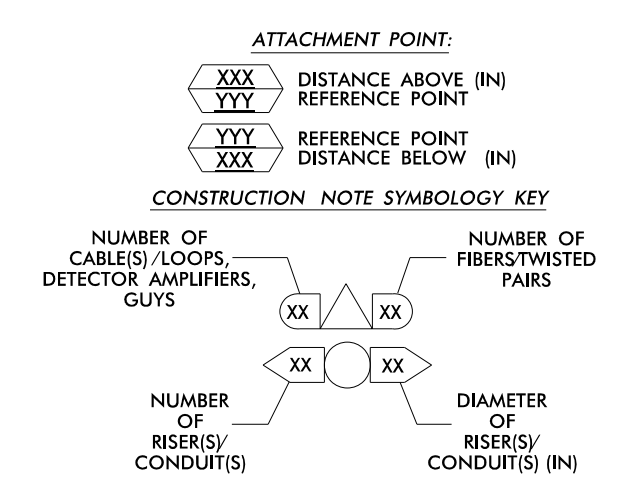 ATTACHMENT POINT:
XXX
YYY
DISTANCE ABOVE (IN)
REFERENCE POINT
YYY
XXX
REFERENCE POINT
DISTANCE BELOW (IN)
CONSTRUCTION NOTE SYMBOLOGY KEY
NUMBER OF
CABLE(S)/LOOPS,
DETECTOR AMPLIFIERS,
GUYS
NUMBER OF
FIBERS/TWISTED
PAIRS
XX
XX
XX
XX
NUMBER
OF
RISER(S)/
CONDUIT(S)
DIAMETER
OF
RISER(S)/
CONDUIT(S) (IN)